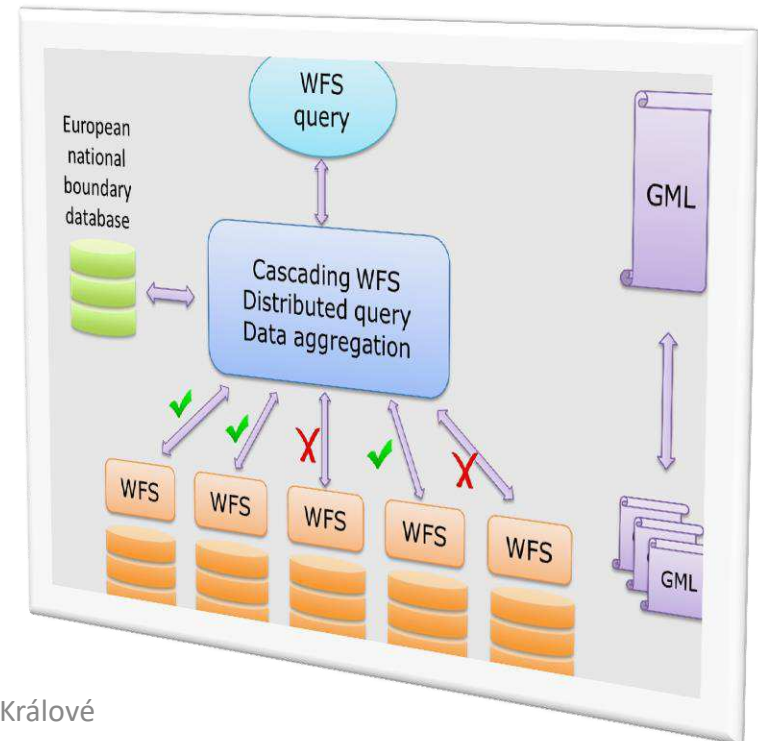 WFS
query
European
national
boundary
database
GML
Cascading WFS
Distributed query
Data aggregation
WFS
WFS
WFS
WFS
WFS
GML
Králové